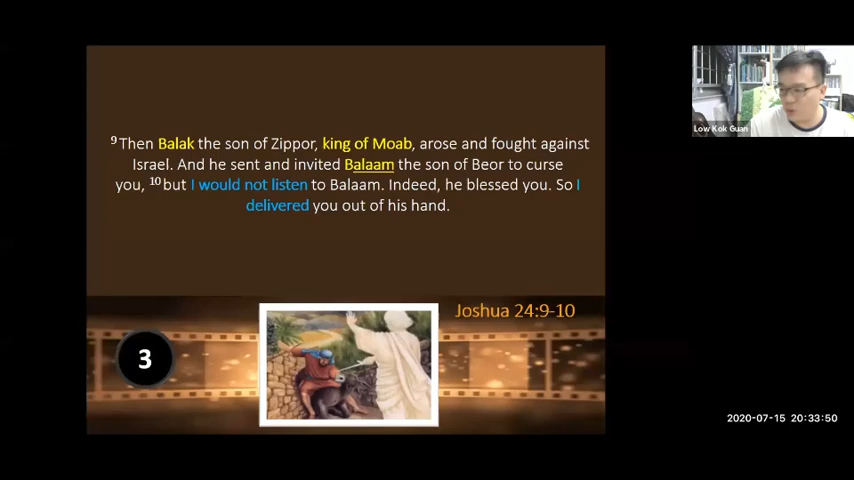 9 Then Balak the son of Zippor, king of Moab, arose and fought against
Israel. And he sent and invited Balaam the son of Beor to curse
you, 10 but I would not listen to Balaam. Indeed, he blessed you. So I
delivered you out of his hand.
Joshua 24:9-10
3
Low Kok Guan
2020-07-15 20:33:50